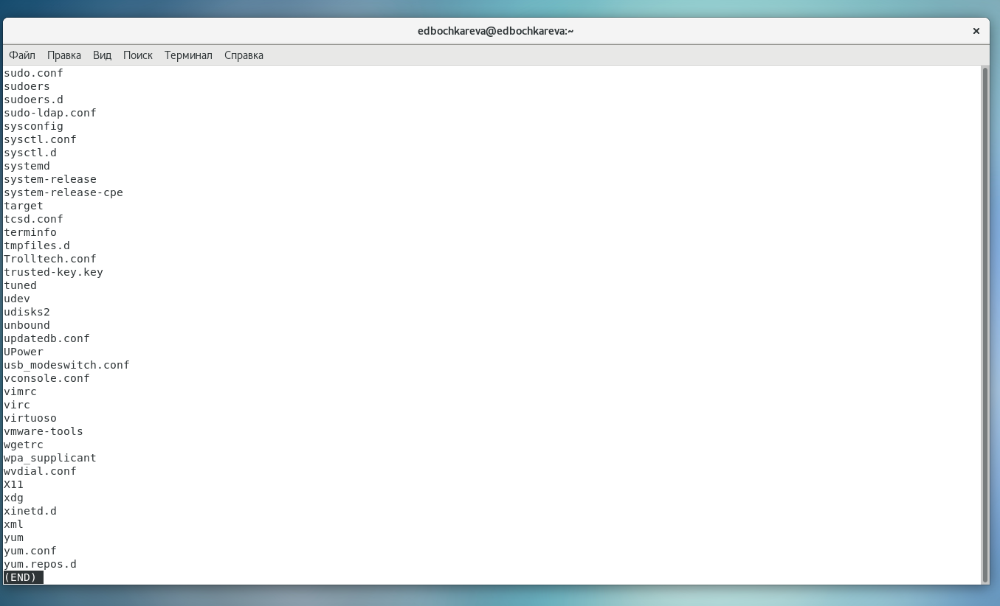 edbochkareva@edbochkareva:~ ×
Файл Правка Вид Поиск Терминал Справка
sudo.conf
sudoers
sudoers.d
sudo-ldap.conf
sysconfig
sysctl.conf
sysctl.d
systemd
system-release
system-release-cpe
target
tcsd.conf
terminfo
tmpfiles.d
Trolltech.conf
trusted-key.key
tuned
udev
udisks2
unbound
updatedb.conf
UPower
usb_modeswitch.conf
vconsole.conf
vimrc
virc
virtuoso
vmware-tools
wgetrc
wpa_supplicant
wvdial.conf
X11
xdg
xinetd.d
xml
yum
yum.conf
yum.repos.d
(END)